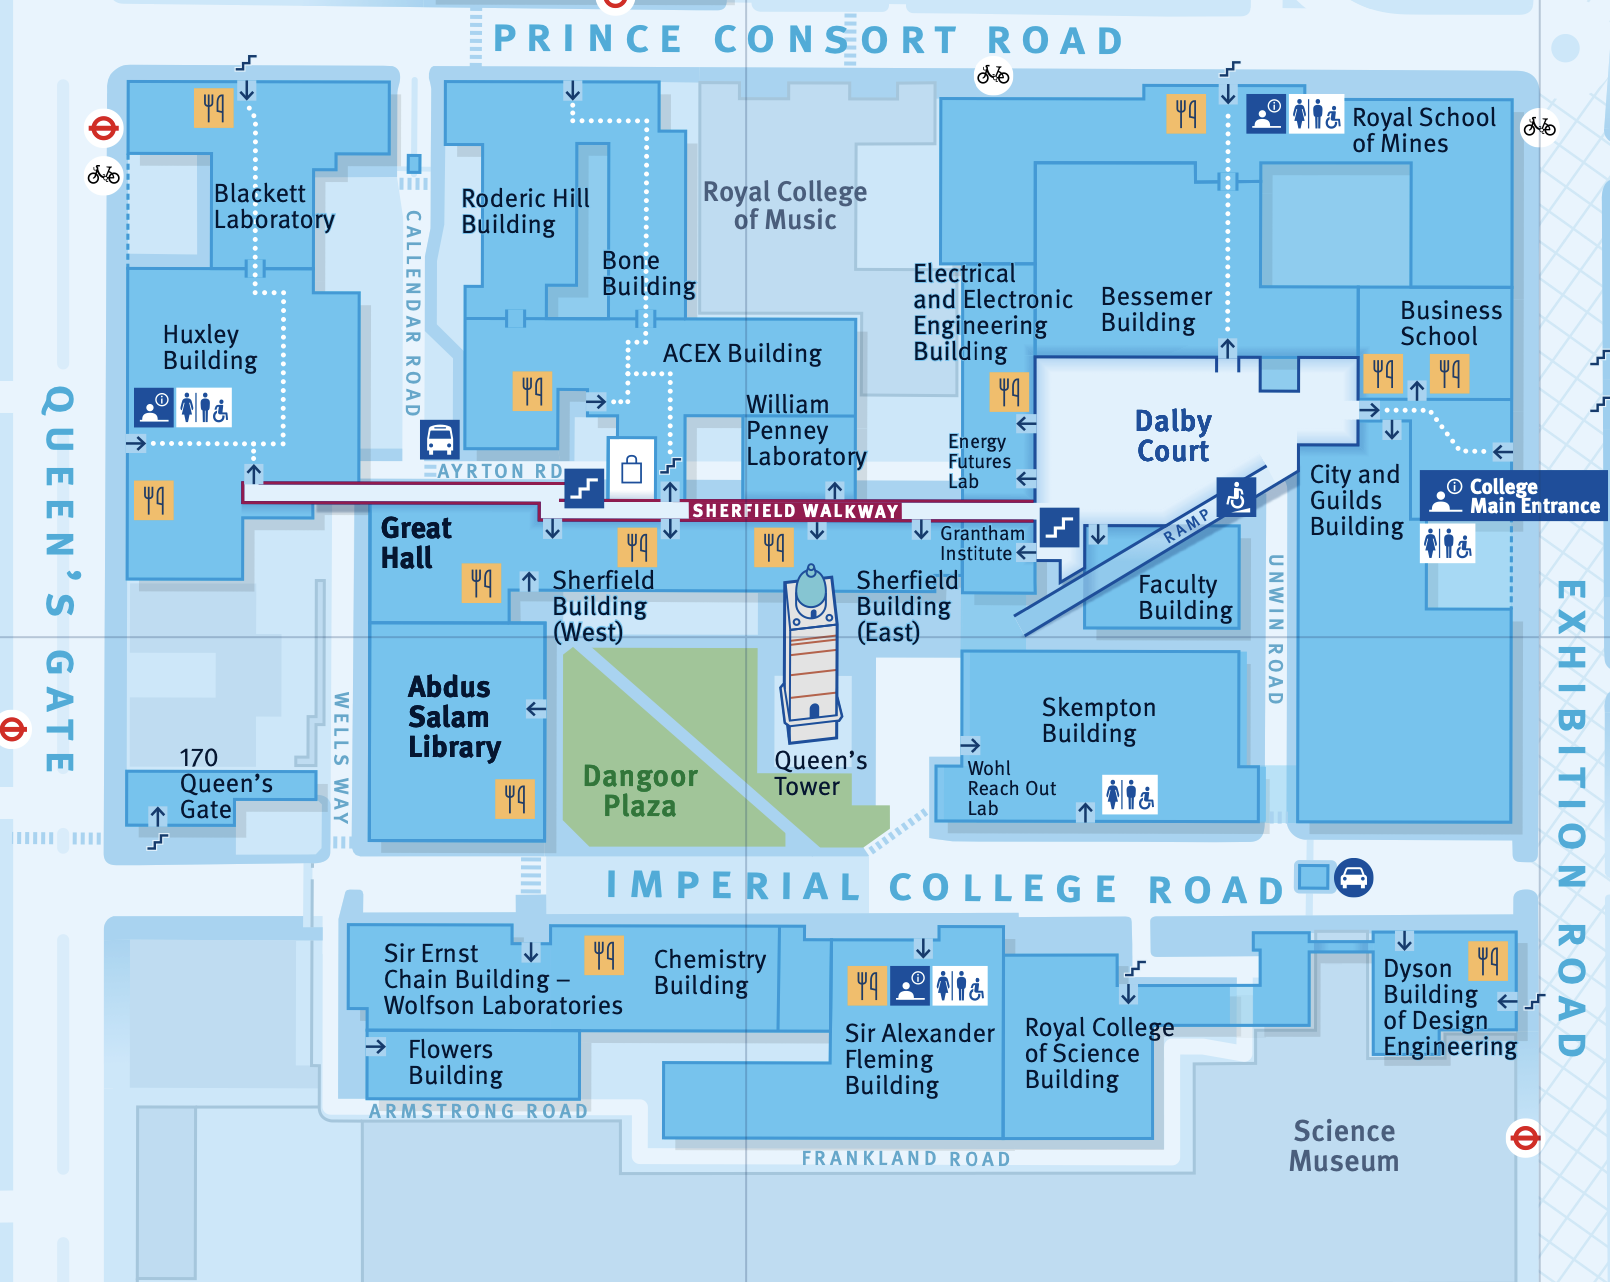 PRINCE CONSORT ROAD
Blackett
Laboratory
Roderic Hill
Building
Bone
Building
Royal College
of Music
Royal School
of Mines
CALLENDAR ROAD
Huxley
Building
ACEX Building
William
Penney
Laboratory
Electrical
and Electronic
Engineering
Building
Bessemer
Building
Business
School
Dalby
Court
Energy
Futures
Lab
QUEEN'S GATE
AYRTON RD
SHERFIELD WALKWAY
Great
Hall
Sherfield
Building
(West)
Sherfield
Building
(East)
Grantham
Institute
RAMP
Faculty
Building
City and
Guilds
Building
College
Main Entrance
UNWIN ROAD
EXHIBITION ROAD
Abdus
Salam
Library
WELLS WAY
170
Queen's
Gate
Dangoor
Plaza
Queen's
Tower
Skempton
Building
Wohl
Reach Out
Lab
IMPERIAL COLLEGE ROAD
Sir Ernst
Chain Building –
Wolfson Laboratories
Chemistry
Building
Flowers
Building
Sir Alexander
Fleming
Building
Royal College
of Science
Building
Dyson
Building
of Design
Engineering
ARMSTRONG ROAD
FRANKLAND ROAD
Science
Museum